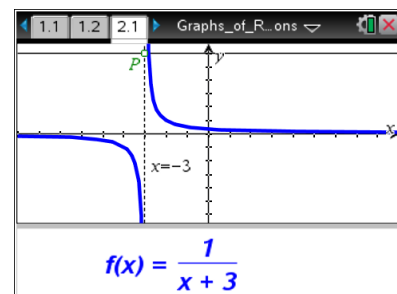 1.1 1.2 2.1 Graphs_of_R...ons
P y
x
x=-3
f(x) = 1 / x + 3